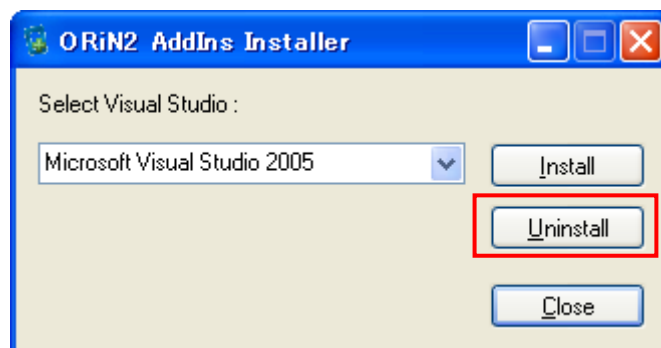 ORiN2 AddIns Installer
Select Visual Studio :
Microsoft Visual Studio 2005
Install
Uninstall
Close